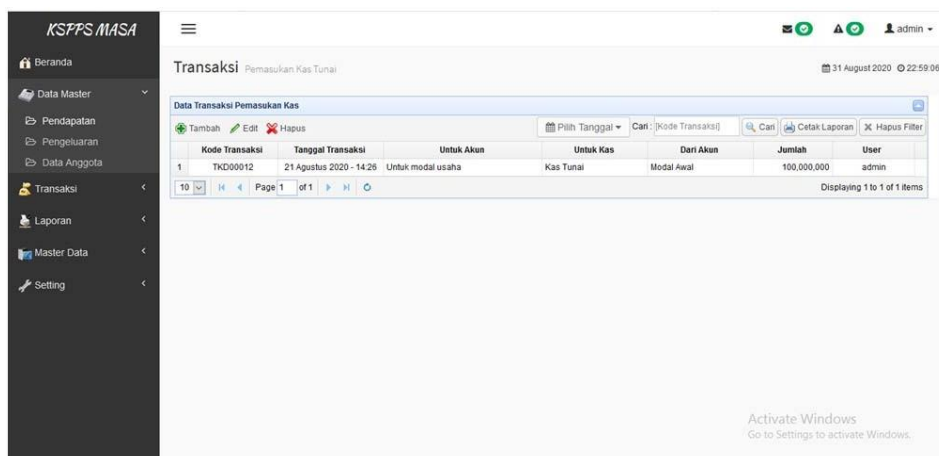 KSPPS MASA
admin
Beranda
Transaksi Pemasukan Kas Tunai
31 August 2020 22:59:06
Data Master
Pendapatan
Pengeluaran
Data Anggota
Transaksi
Laporan
Master Data
Setting
Data Transaksi Pemasukan Kas
Tambah Edit Hapus Pilih Tanggal Cari : [Kode Transaksi] Cari Cetak Laporan Hapus Filter
Kode Transaksi Tanggal Transaksi Untuk Akun Untuk Kas Dari Akun Jumlah User
1 TKD00012 21 Agustus 2020 - 14:26 Untuk modal usaha Kas Tunai Modal Awal 100,000,000 admin
10 Page 1 of 1 Displaying 1 to 1 of 1 items
Activate Windows
Go to Settings to activate Windows.